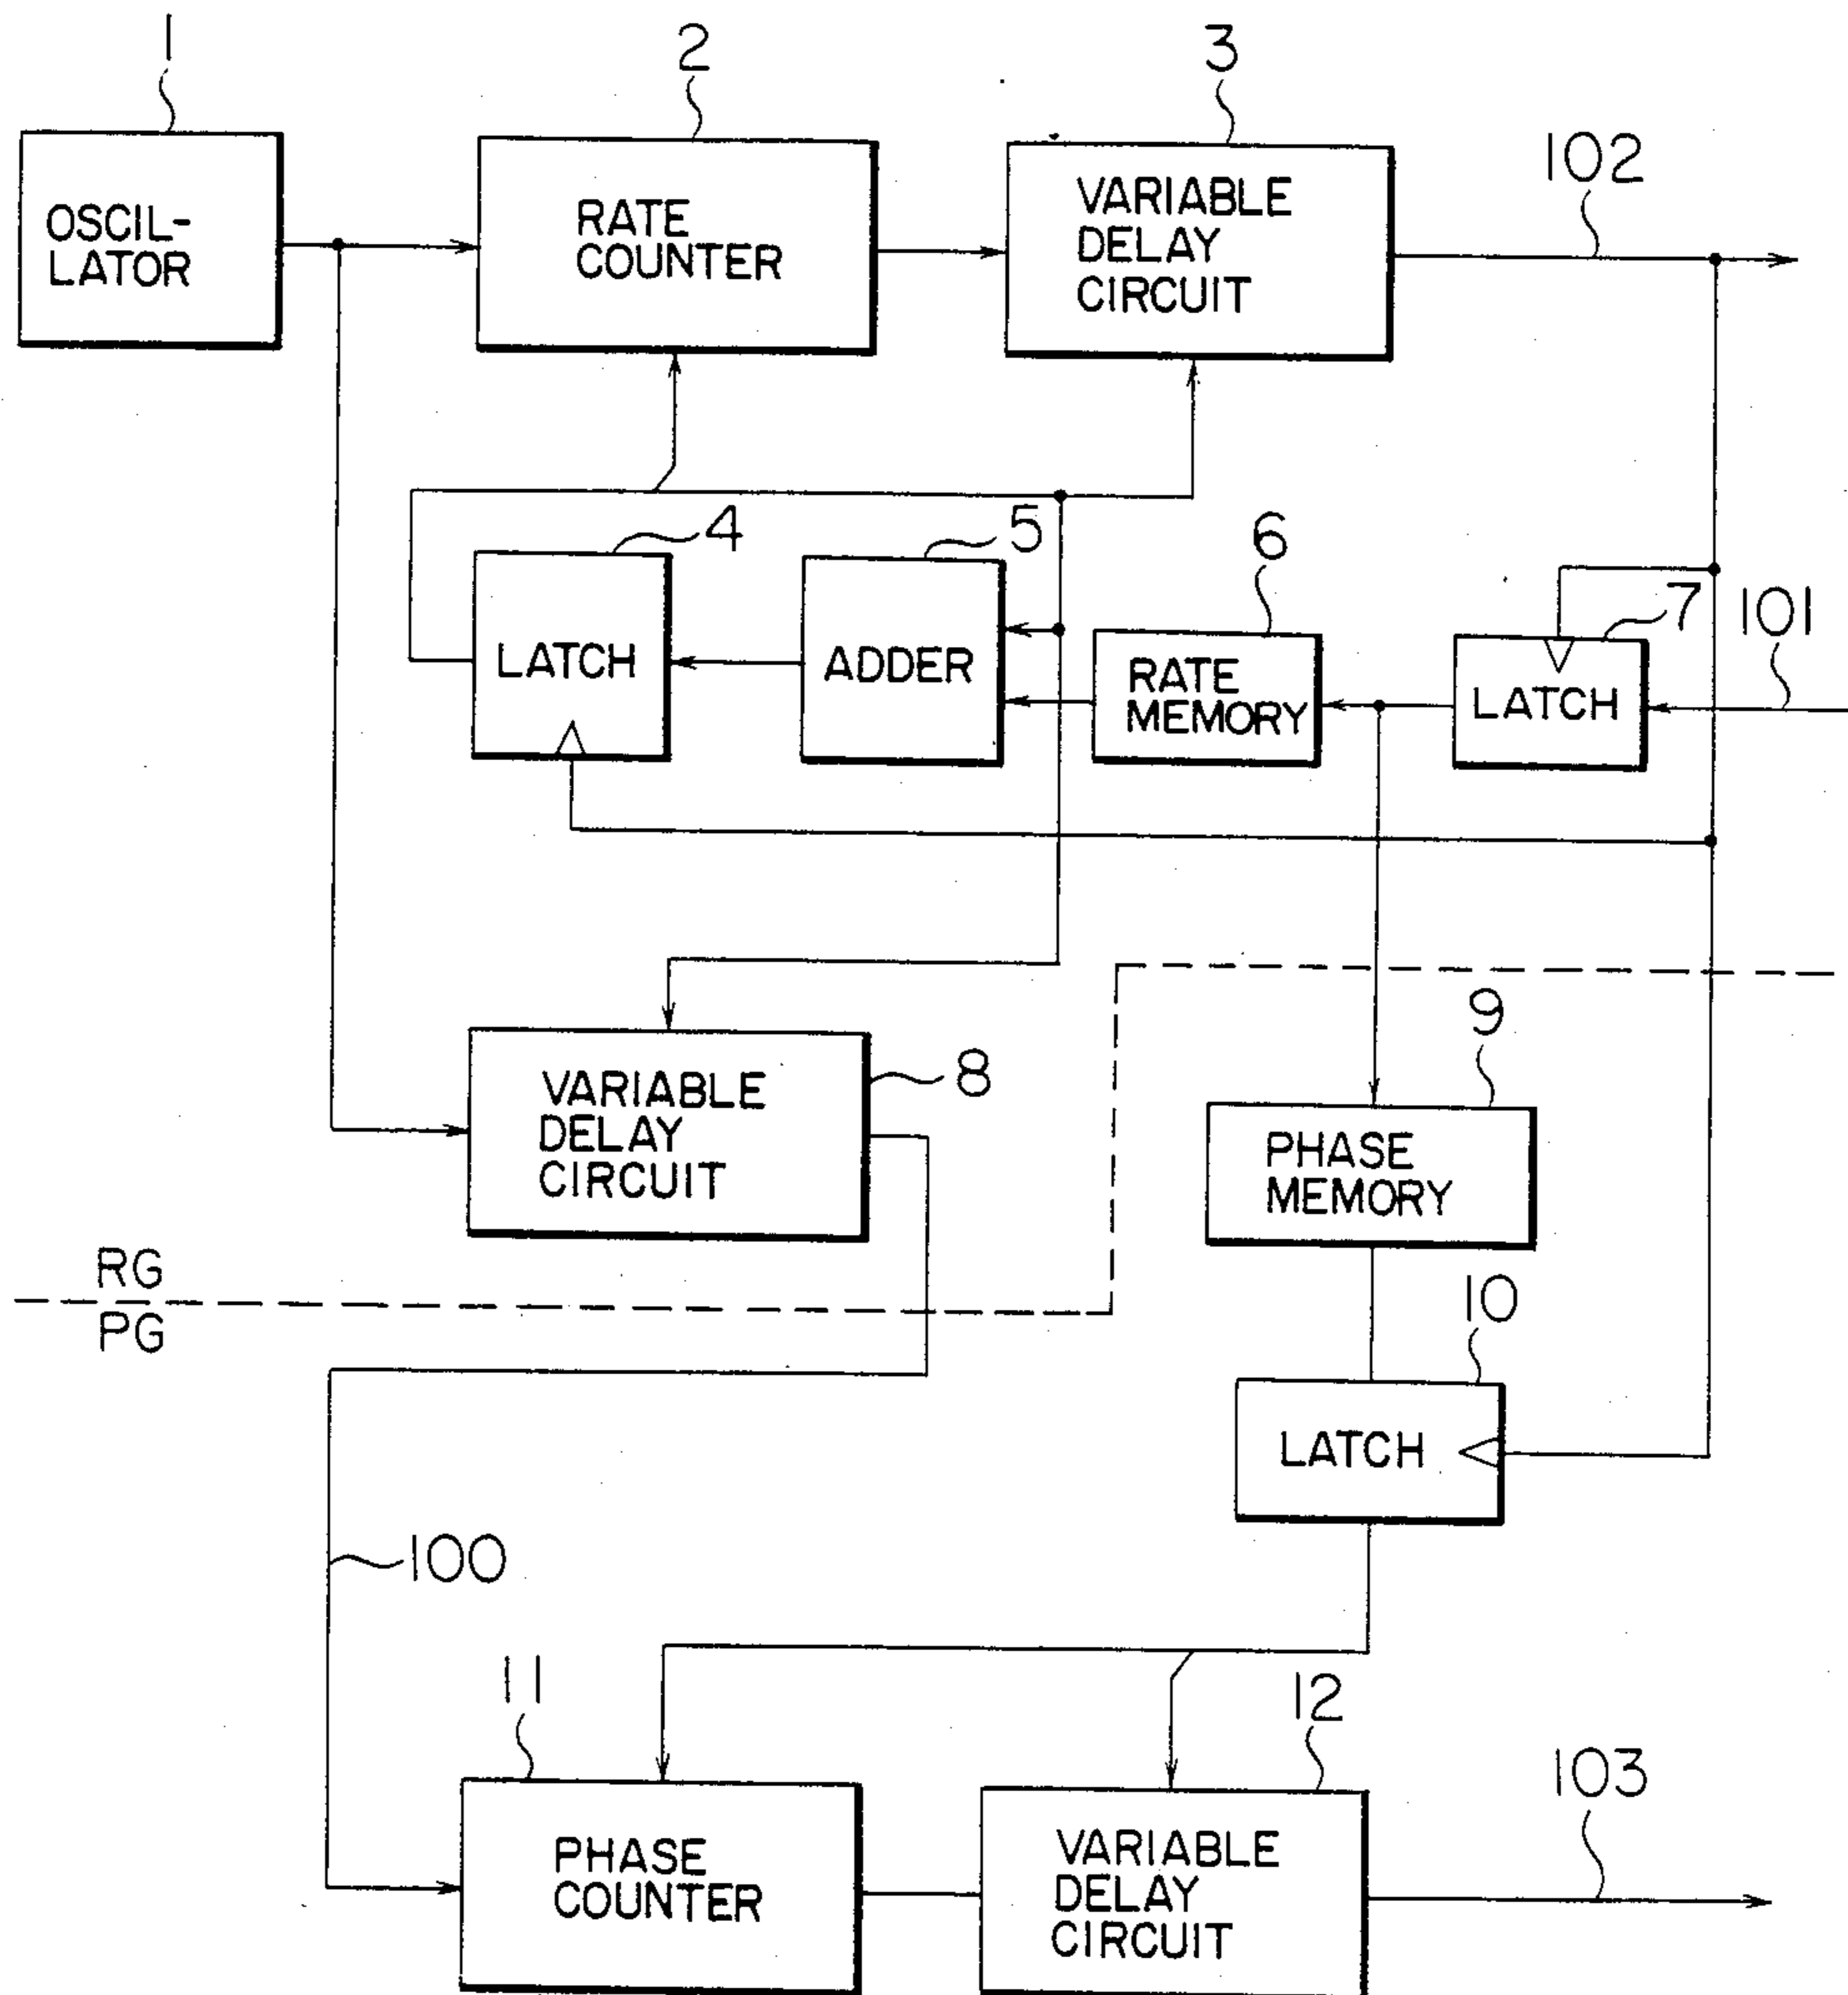 1
2
3
OSCIL-
LATOR
RATE
COUNTER
VARIABLE
DELAY
CIRCUIT
102
4
5
6
7
101
LATCH
ADDER
RATE
MEMORY
LATCH
8
VARIABLE
DELAY
CIRCUIT
9
PHASE
MEMORY
RG
PG
10
LATCH
100
11
12
103
PHASE
COUNTER
VARIABLE
DELAY
CIRCUIT